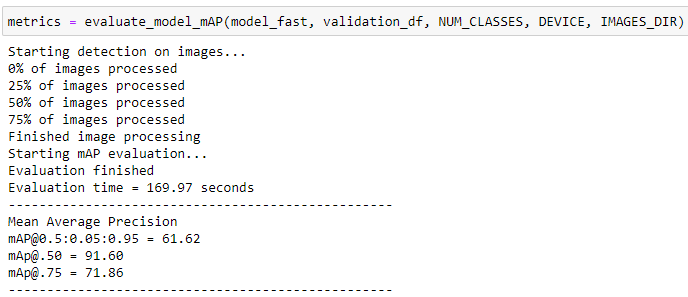 metrics = evaluate_model_mAP(model_fast, validation_df, NUM_CLASSES, DEVICE, IMAGES_DIR)
Starting detection on images...
0% of images processed
25% of images processed
50% of images processed
75% of images processed
Finished image processing
Starting mAP evaluation...
Evaluation finished
Evaluation time = 169.97 seconds
--------------------------------------------------
Mean Average Precision
mAP@0.5:0.05:0.95 = 61.62
mAp@.50 = 91.60
mAp@.75 = 71.86
--------------------------------------------------